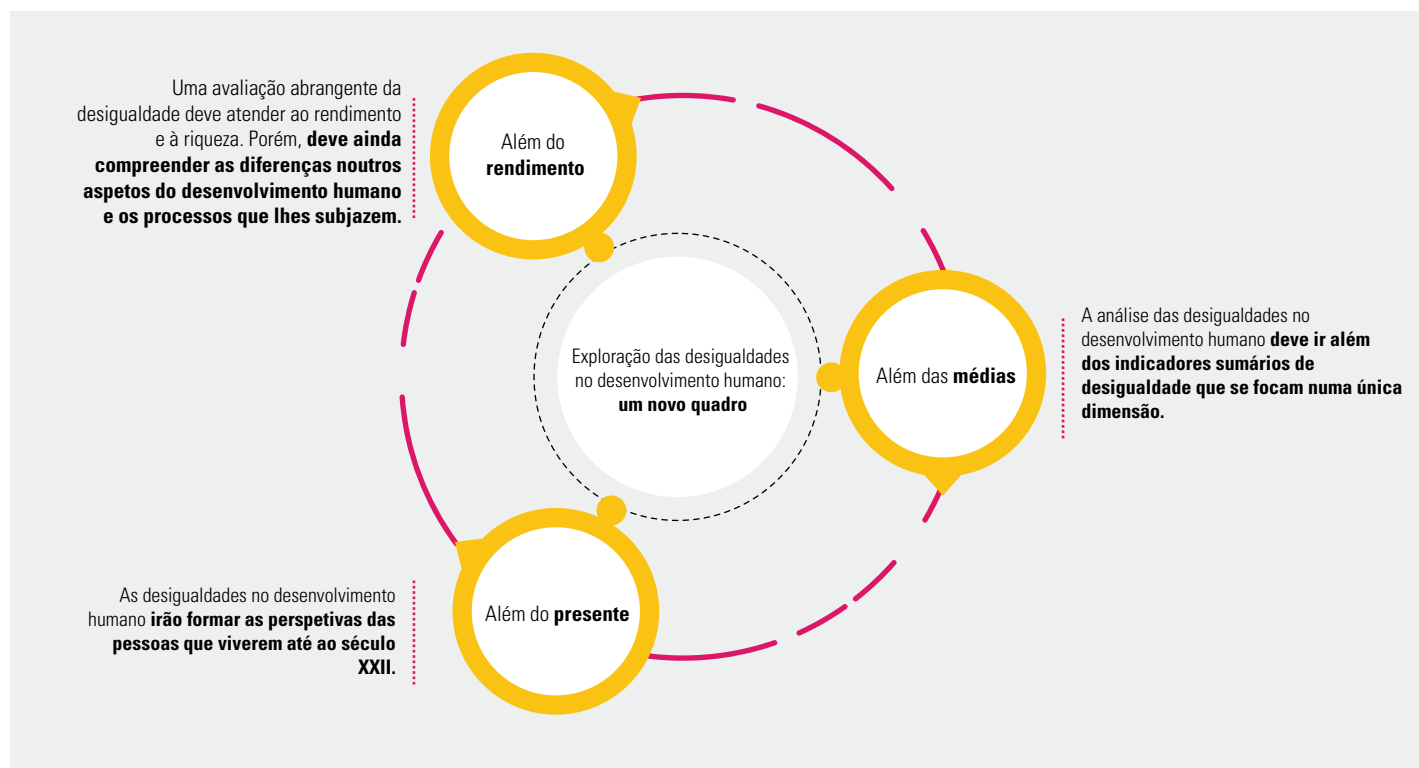 Uma avaliação abrangente da
desigualdade deve atender ao rendimento
e à riqueza. Porém, deve ainda
compreender as diferenças noutros
aspetos do desenvolvimento humano
e os processos que lhes subjazem.
Além do
rendimento
Exploração das desigualdades
no desenvolvimento humano:
um novo quadro
Além das médias
A análise das desigualdades no
desenvolvimento humano deve ir além
dos indicadores sumários de
desigualdade que se focam numa única
dimensão.
As desigualdades no desenvolvimento
humano irão formar as perspetivas das
pessoas que viverem até ao século
XXII.
Além do presente